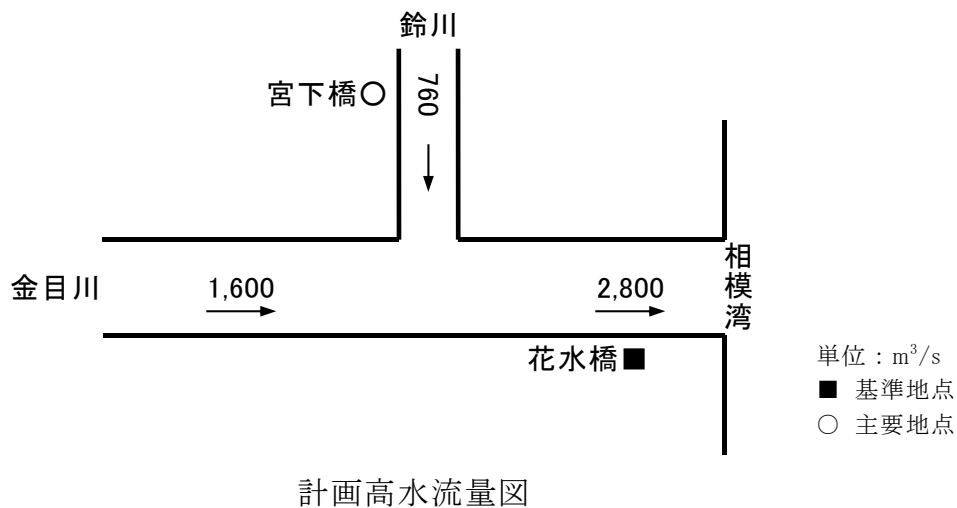 鈴川
宮下橋○
760
金目川
1,600
2,800
相模湾
花水橋■
単位：m³/s
■ 基準地点
○ 主要地点
計画高水流量図